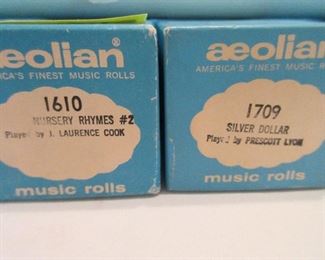 aeolian®
AMERICA'S FINEST MUSIC ROLLS
1610
NURSERY RHYMES #2
Played by J. LAURENCE COOK
music rolls
aeolian
AMERICA'S FINEST MUSIC ROLLS
1709
SILVER DOLLAR
Played by PRESCOTT LYON
music rolls